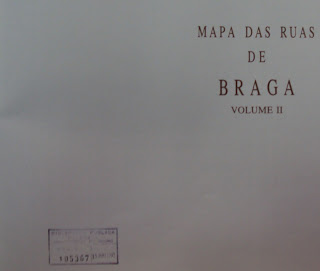 MAPA DAS RUAS
DE
BRAGA
VOLUME II